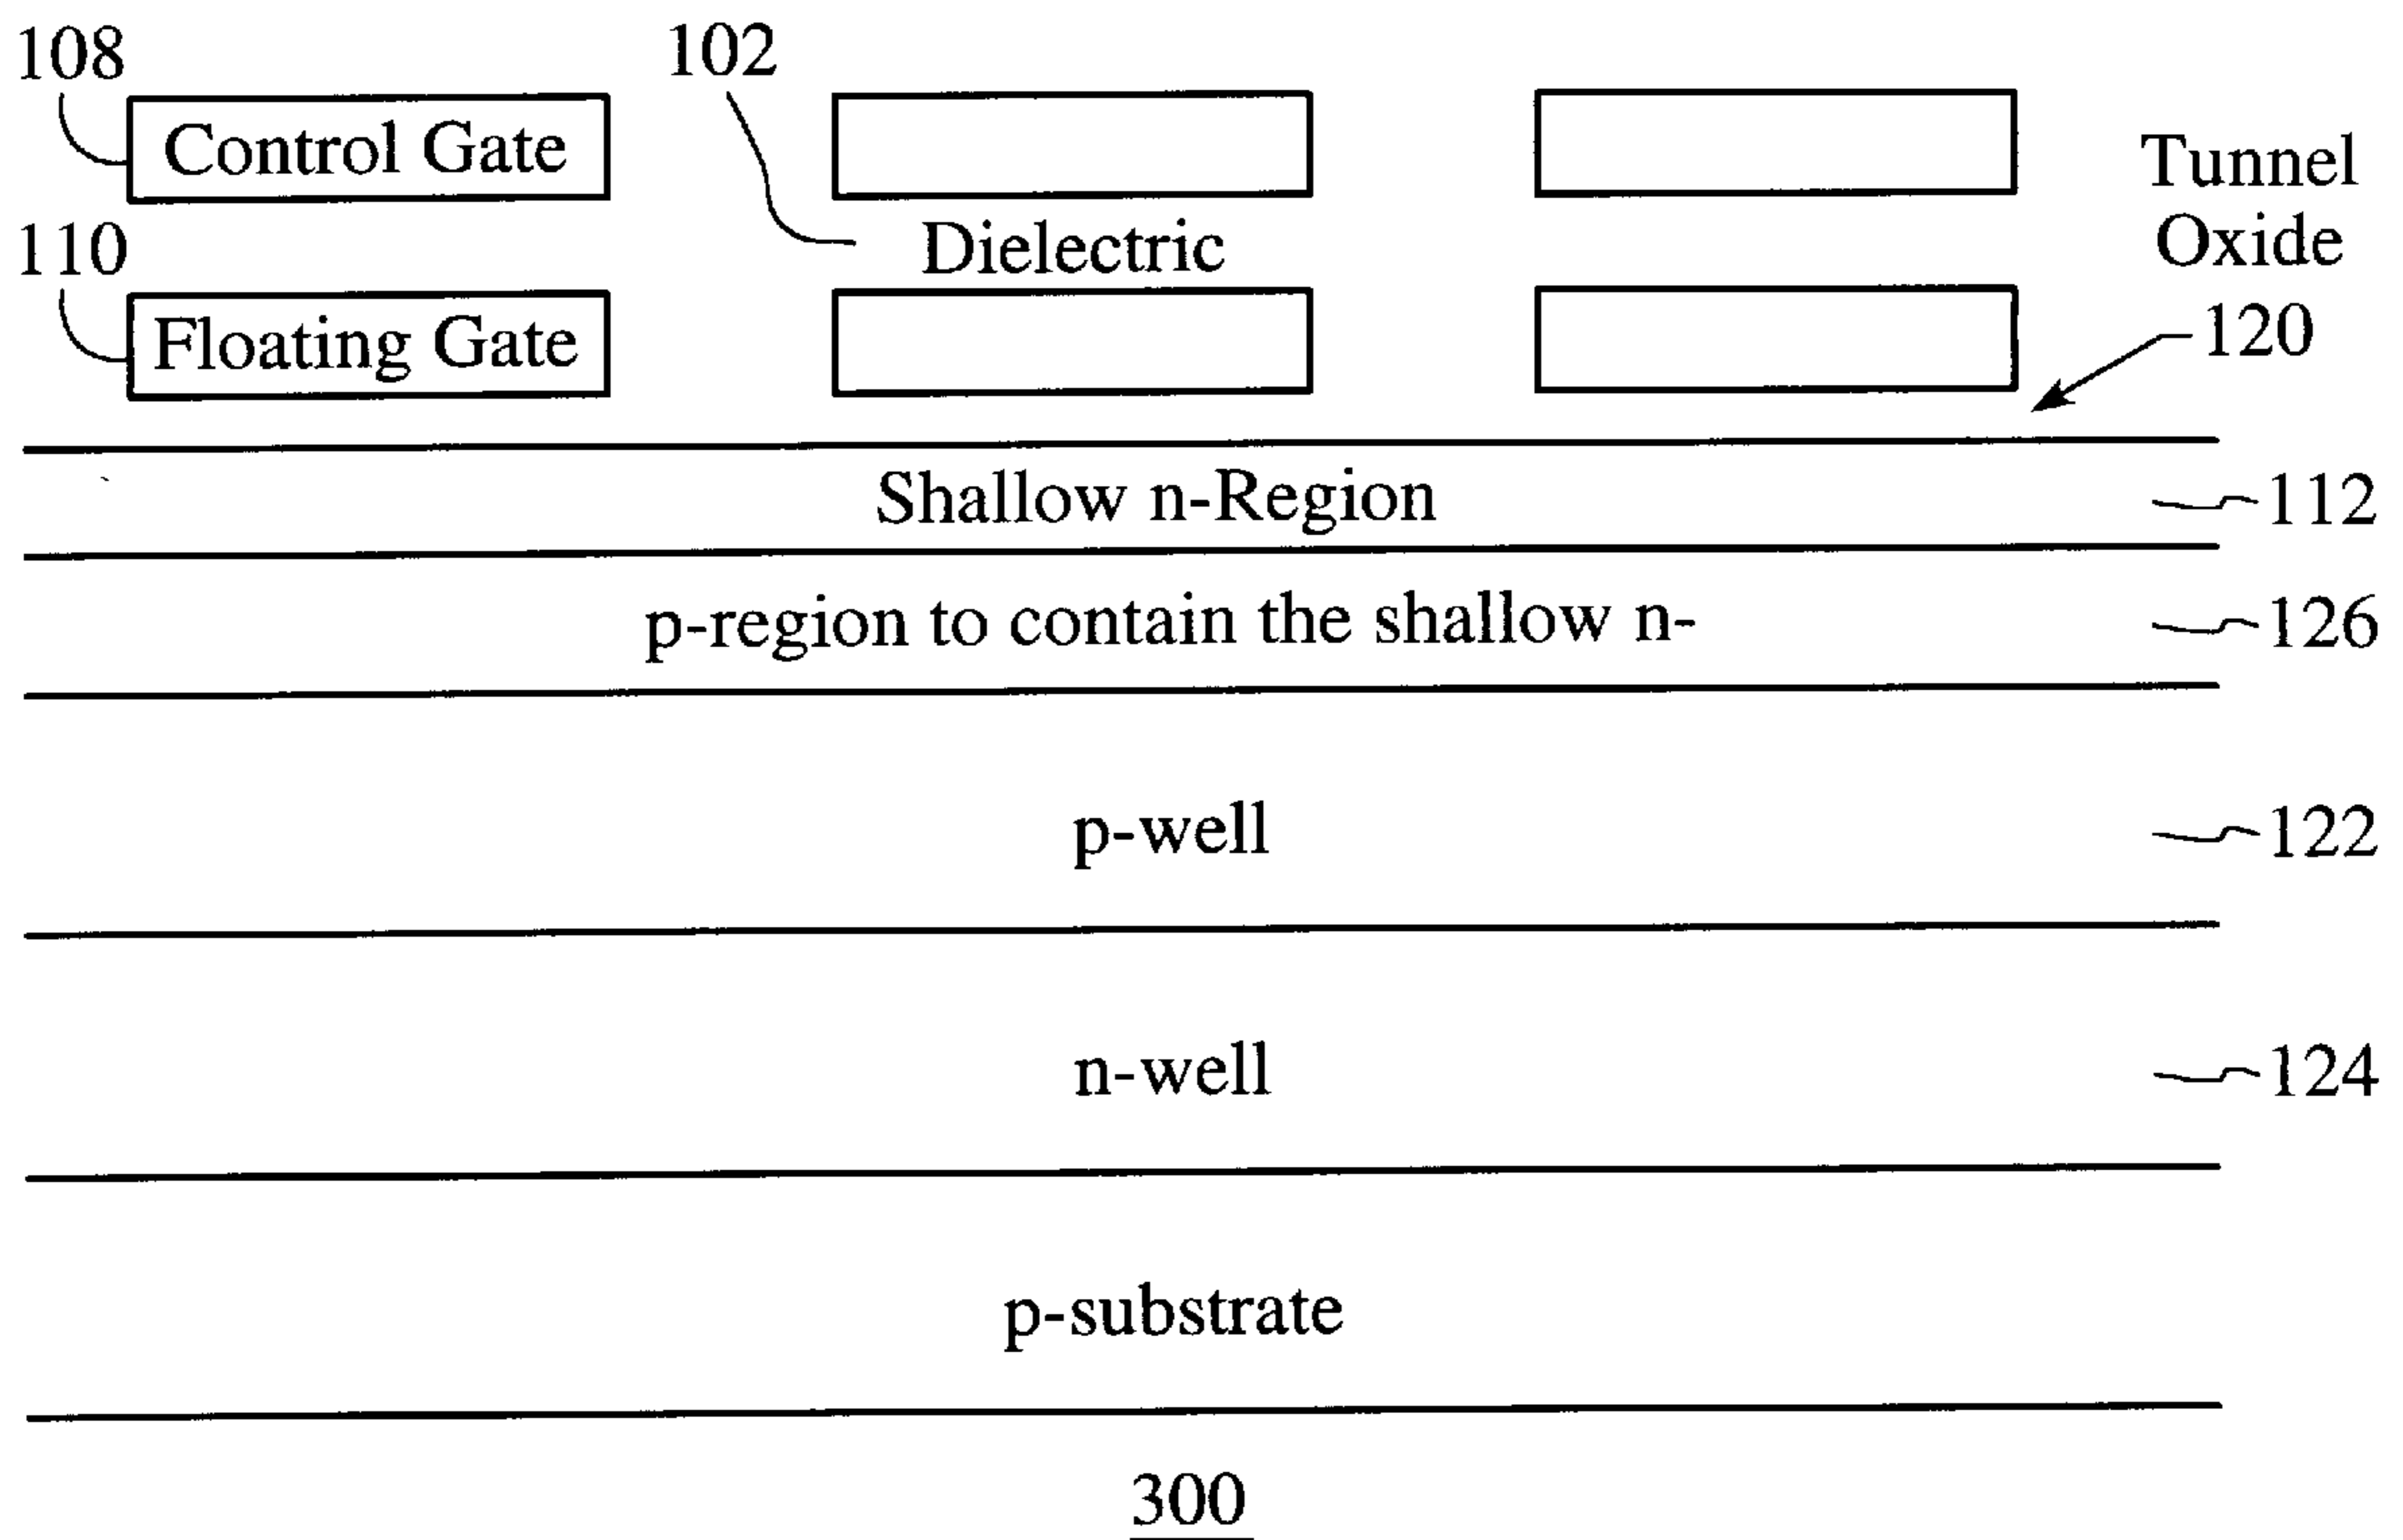 108
102
Control Gate
Tunnel
Oxide
110
Dielectric
Floating Gate
120
Shallow n-Region
112
p-region to contain the shallow n-
126
p-well
122
n-well
124
p-substrate
300